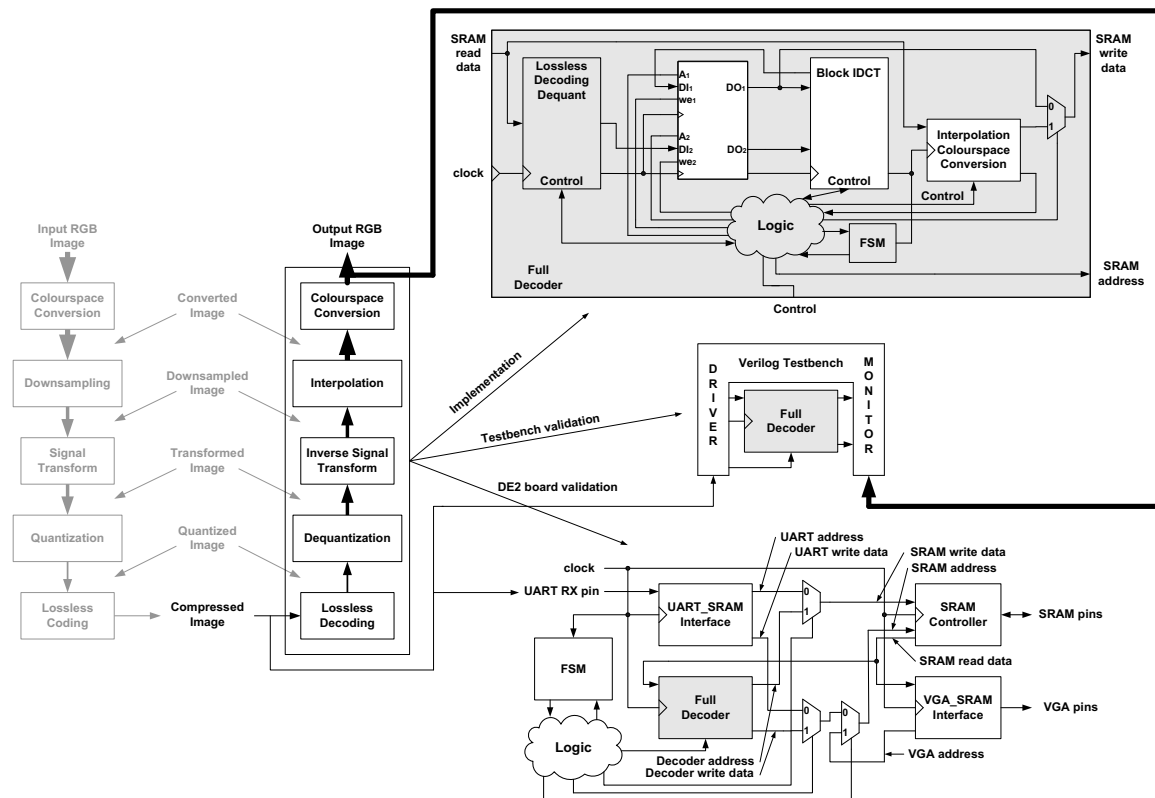 SRAM
read
data
Lossless
Decoding
Dequant
Control
clock
A1
DI1
we1
A2
DI2
we2
DO1
DO2
Block IDCT
Control
Interpolation
Colourspace
Conversion
Control
0
1
SRAM
write
data
Logic
FSM
Full
Decoder
Control
SRAM
address
Input RGB
Image
Colourspace
Conversion
Downsampling
Signal
Transform
Quantization
Lossless
Coding
Converted
Image
Downsampled
Image
Transformed
Image
Quantized
Image
Compressed
Image
Output RGB
Image
Colourspace
Conversion
Interpolation
Inverse Signal
Transform
Dequantization
Lossless
Decoding
Implementation
Testbench validation
DE2 board validation
Verilog Testbench
DRIVER
Full
Decoder
MONITOR
clock
UART RX pin
UART address
UART write data
SRAM write data
SRAM address
UART_SRAM
Interface
0
1
SRAM
Controller
SRAM pins
SRAM read data
FSM
Full
Decoder
0
1
0
1
VGA_SRAM
Interface
VGA pins
VGA address
Logic
Decoder address
Decoder write data